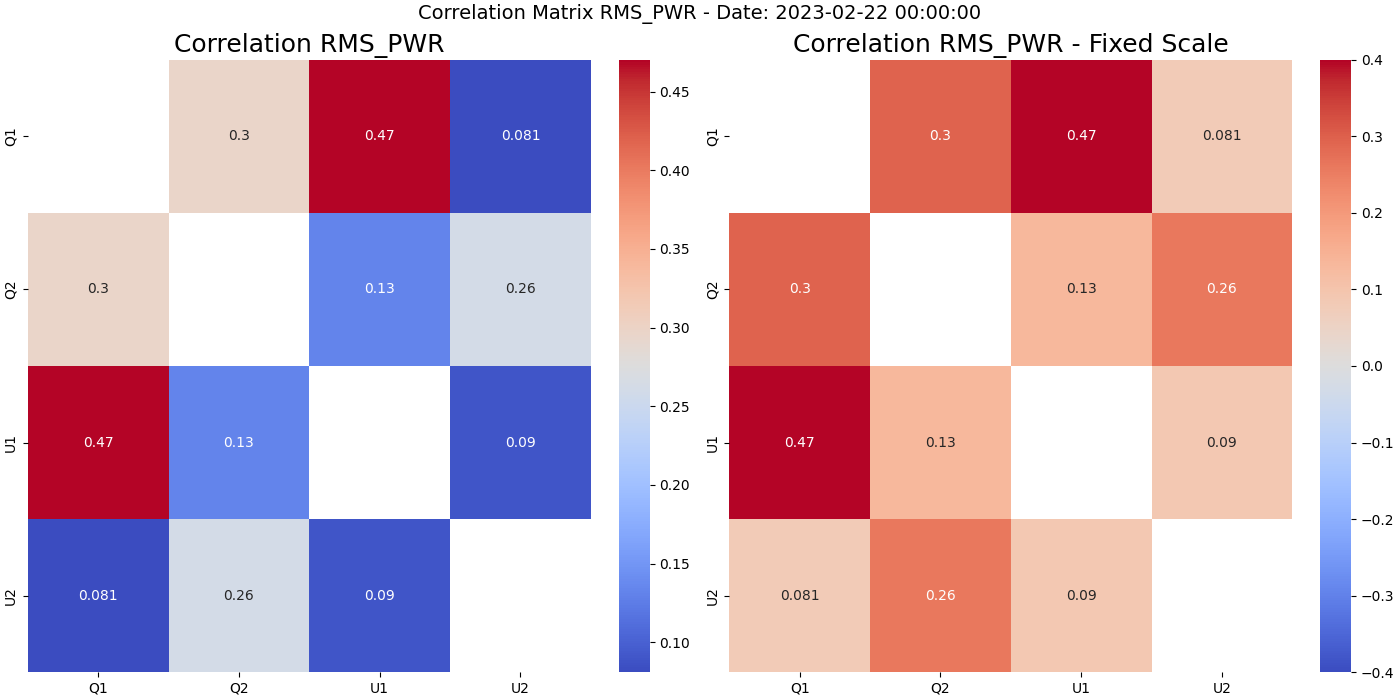 Correlation Matrix RMS_PWR - Date: 2023-02-22 00:00:00
Correlation RMS_PWR
Q1 0.3 0.47 0.081
Q2 0.3 0.13 0.26
U1 0.47 0.13 0.09
U2 0.081 0.26 0.09
Q1 Q2 U1 U2
0.45
0.40
0.35
0.30
0.25
0.20
0.15
0.10
Correlation RMS_PWR - Fixed Scale
Q1 0.3 0.47 0.081
Q2 0.3 0.13 0.26
U1 0.47 0.13 0.09
U2 0.081 0.26 0.09
Q1 Q2 U1 U2
0.4
0.3
0.2
0.1
0.0
−0.1
−0.2
−0.3
−0.4